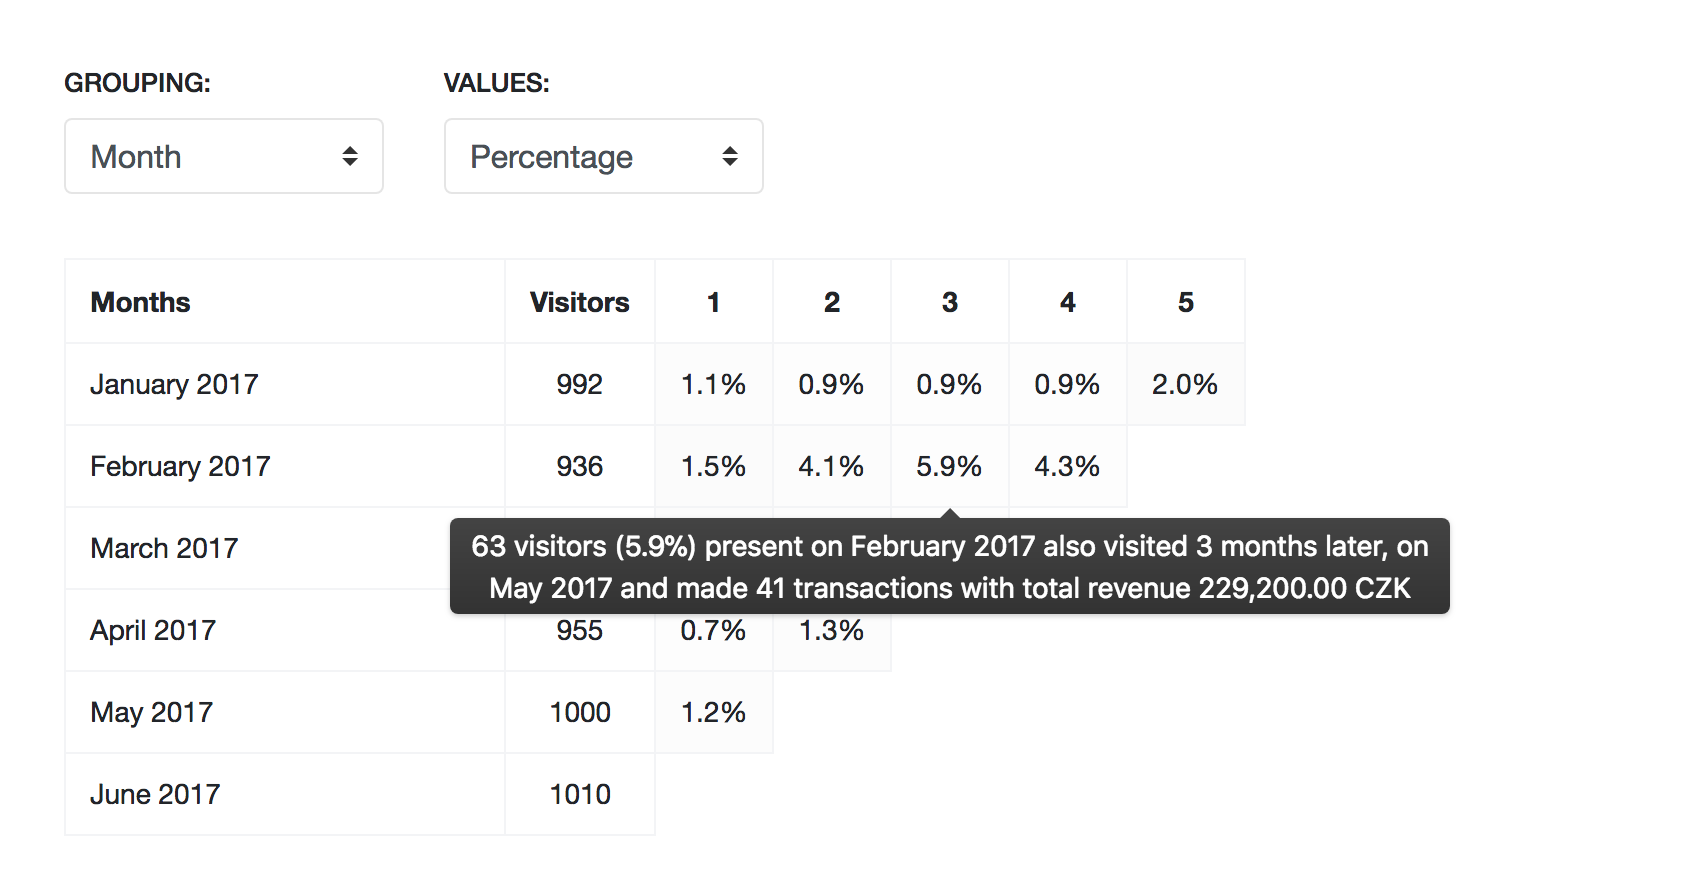 GROUPING: VALUES:
Month Percentage
Months Visitors 1 2 3 4 5
January 2017 992 1.1% 0.9% 0.9% 0.9% 2.0%
February 2017 936 1.5% 4.1% 5.9% 4.3%
March 2017
63 visitors (5.9%) present on February 2017 also visited 3 months later, on
May 2017 and made 41 transactions with total revenue 229,200.00 CZK
April 2017 955 0.7% 1.3%
May 2017 1000 1.2%
June 2017 1010